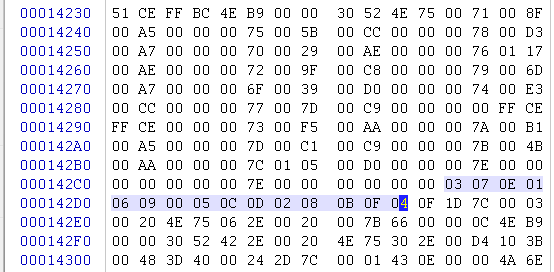 00014230 51 CE FF BC 4E B9 00 00 30 52 4E 75 00 71 00 8F
00014240 00 A5 00 00 00 75 00 5B 00 CC 00 00 00 78 00 D3
00014250 00 A7 00 00 00 70 00 29 00 AE 00 00 00 76 01 17
00014260 00 AE 00 00 00 72 00 9F 00 C8 00 00 00 79 00 6D
00014270 00 A7 00 00 00 6F 00 39 00 D0 00 00 00 74 00 E3
00014280 00 CC 00 00 00 77 00 7D 00 C9 00 00 00 00 FF CE
00014290 FF CE 00 00 00 73 00 F5 00 AA 00 00 00 7A 00 B1
000142A0 00 A5 00 00 00 7D 00 C1 00 C9 00 00 00 7B 00 4B
000142B0 00 AA 00 00 00 7C 01 05 00 D0 00 00 00 7E 00 00
000142C0 00 00 00 00 00 7E 00 00 00 00 00 00 03 07 0E 01
000142D0 06 09 00 05 0C 0D 02 08 0B 0F 04 0F 1D 7C 00 03
000142E0 00 20 4E 75 06 2E 00 20 00 7B 66 00 00 0C 4E B9
000142F0 00 00 30 52 42 2E 00 20 4E 75 30 2E 00 D4 10 3B
00014300 00 48 3D 40 00 24 2D 7C 00 01 43 0E 00 00 4A 6E